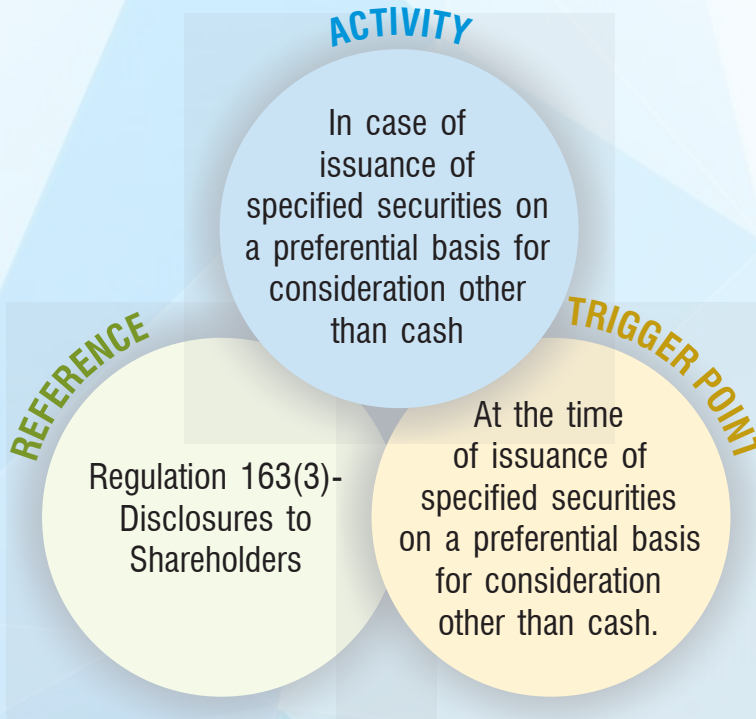 ACTIVITY
In case of
issuance of
specified securities on
a preferential basis for
consideration other
than cash
REFERENCE
Regulation 163(3)-
Disclosures to
Shareholders
TRIGGER POINT
At the time
of issuance of
specified securities
on a preferential basis
for consideration
other than cash.